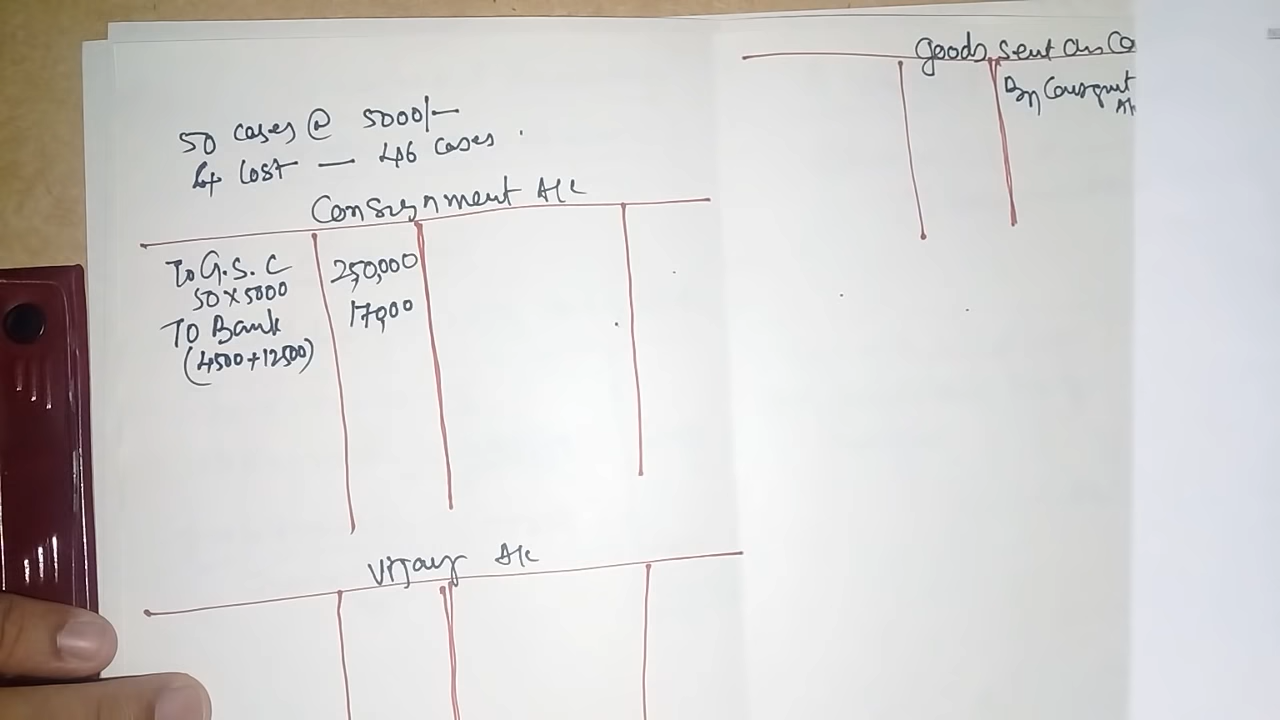 50 cases @ 5000/-
4 lost — 46 cases
Consignment A/c
To G.S.C 250,000
50 x 5000
To Bank 17,000
(4500+12500)
Vijay A/c
Goods sent on Co
By Consignt
A/c